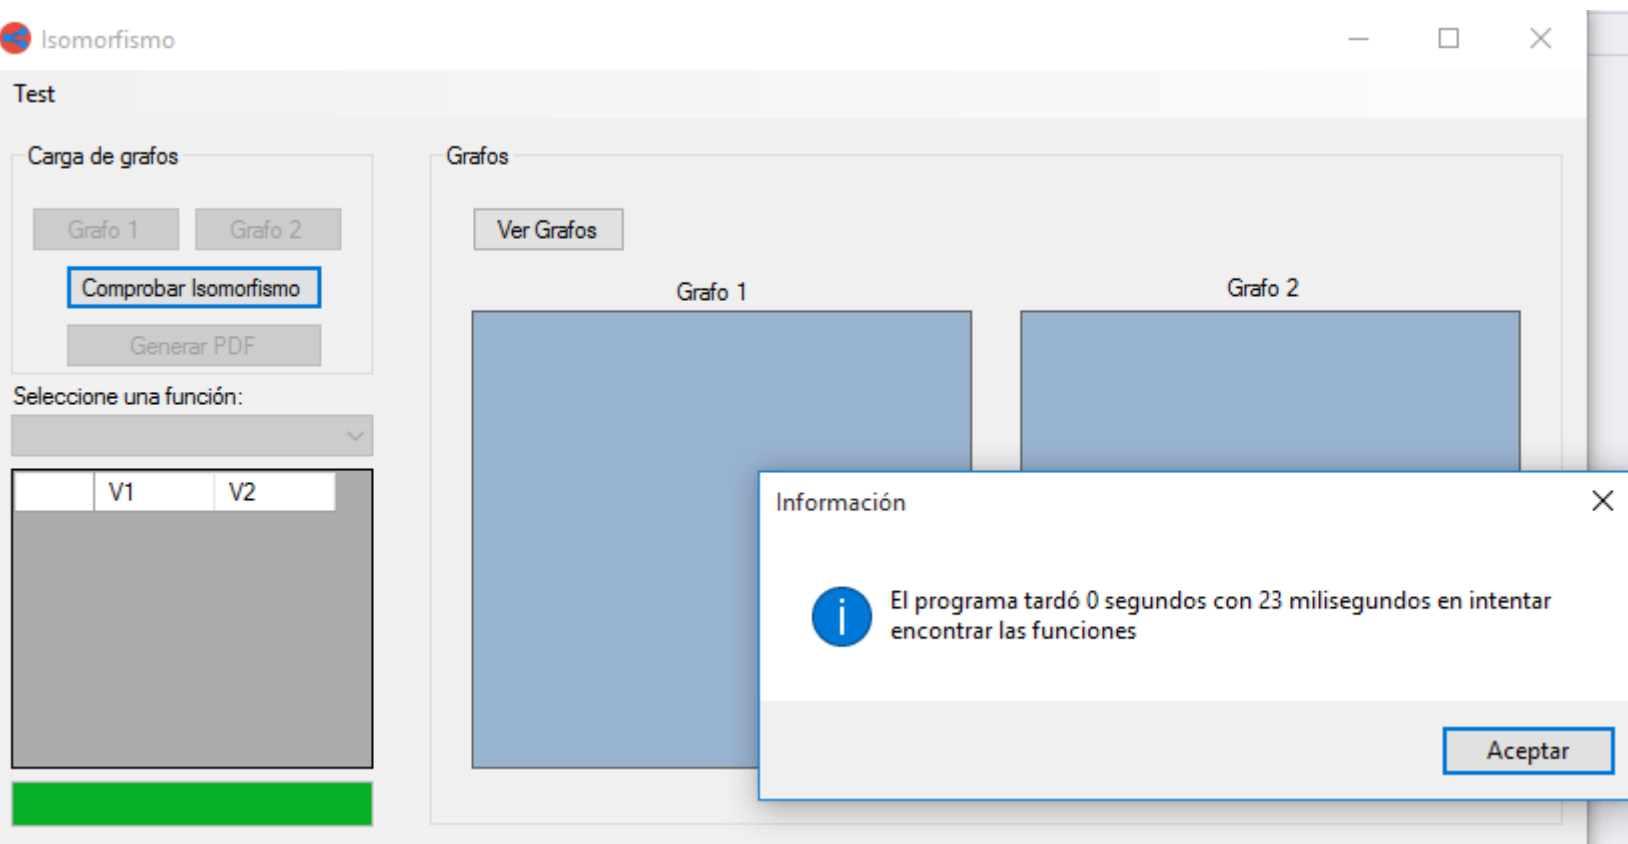 Isomorfismo
Test
Carga de grafos
Grafo 1
Grafo 2
Comprobar Isomorfismo
Generar PDF
Seleccione una función:
V1
V2
Grafos
Ver Grafos
Grafo 1
Grafo 2
Información
El programa tardó 0 segundos con 23 milisegundos en intentar
encontrar las funciones
Aceptar